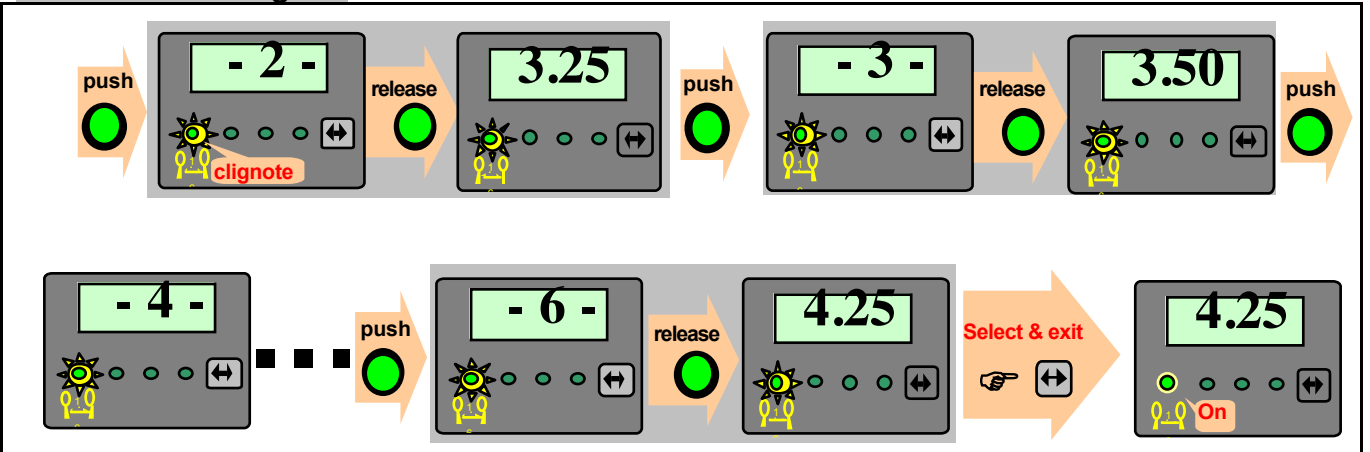 push
- 2 -
release
3.25
push
- 3 -
release
3.50
push
clignote
- 4 -
push
- 6 -
release
4.25
Select & exit
4.25
On